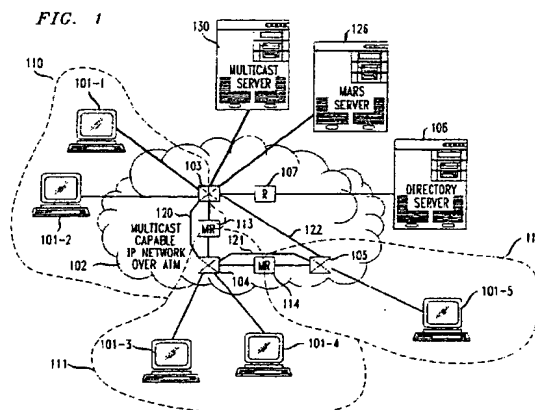 FIG. 1
130
MULTICAST
SERVER
126
MARS
SERVER
110
101-1
106
DIRECTORY
SERVER
103
107
R
101-2
120
MR
113
122
MULTICAST
CAPABLE
IP NETWORK
OVER ATM
121
102
MR
104
114
105
101-5
101-3
101-4
111